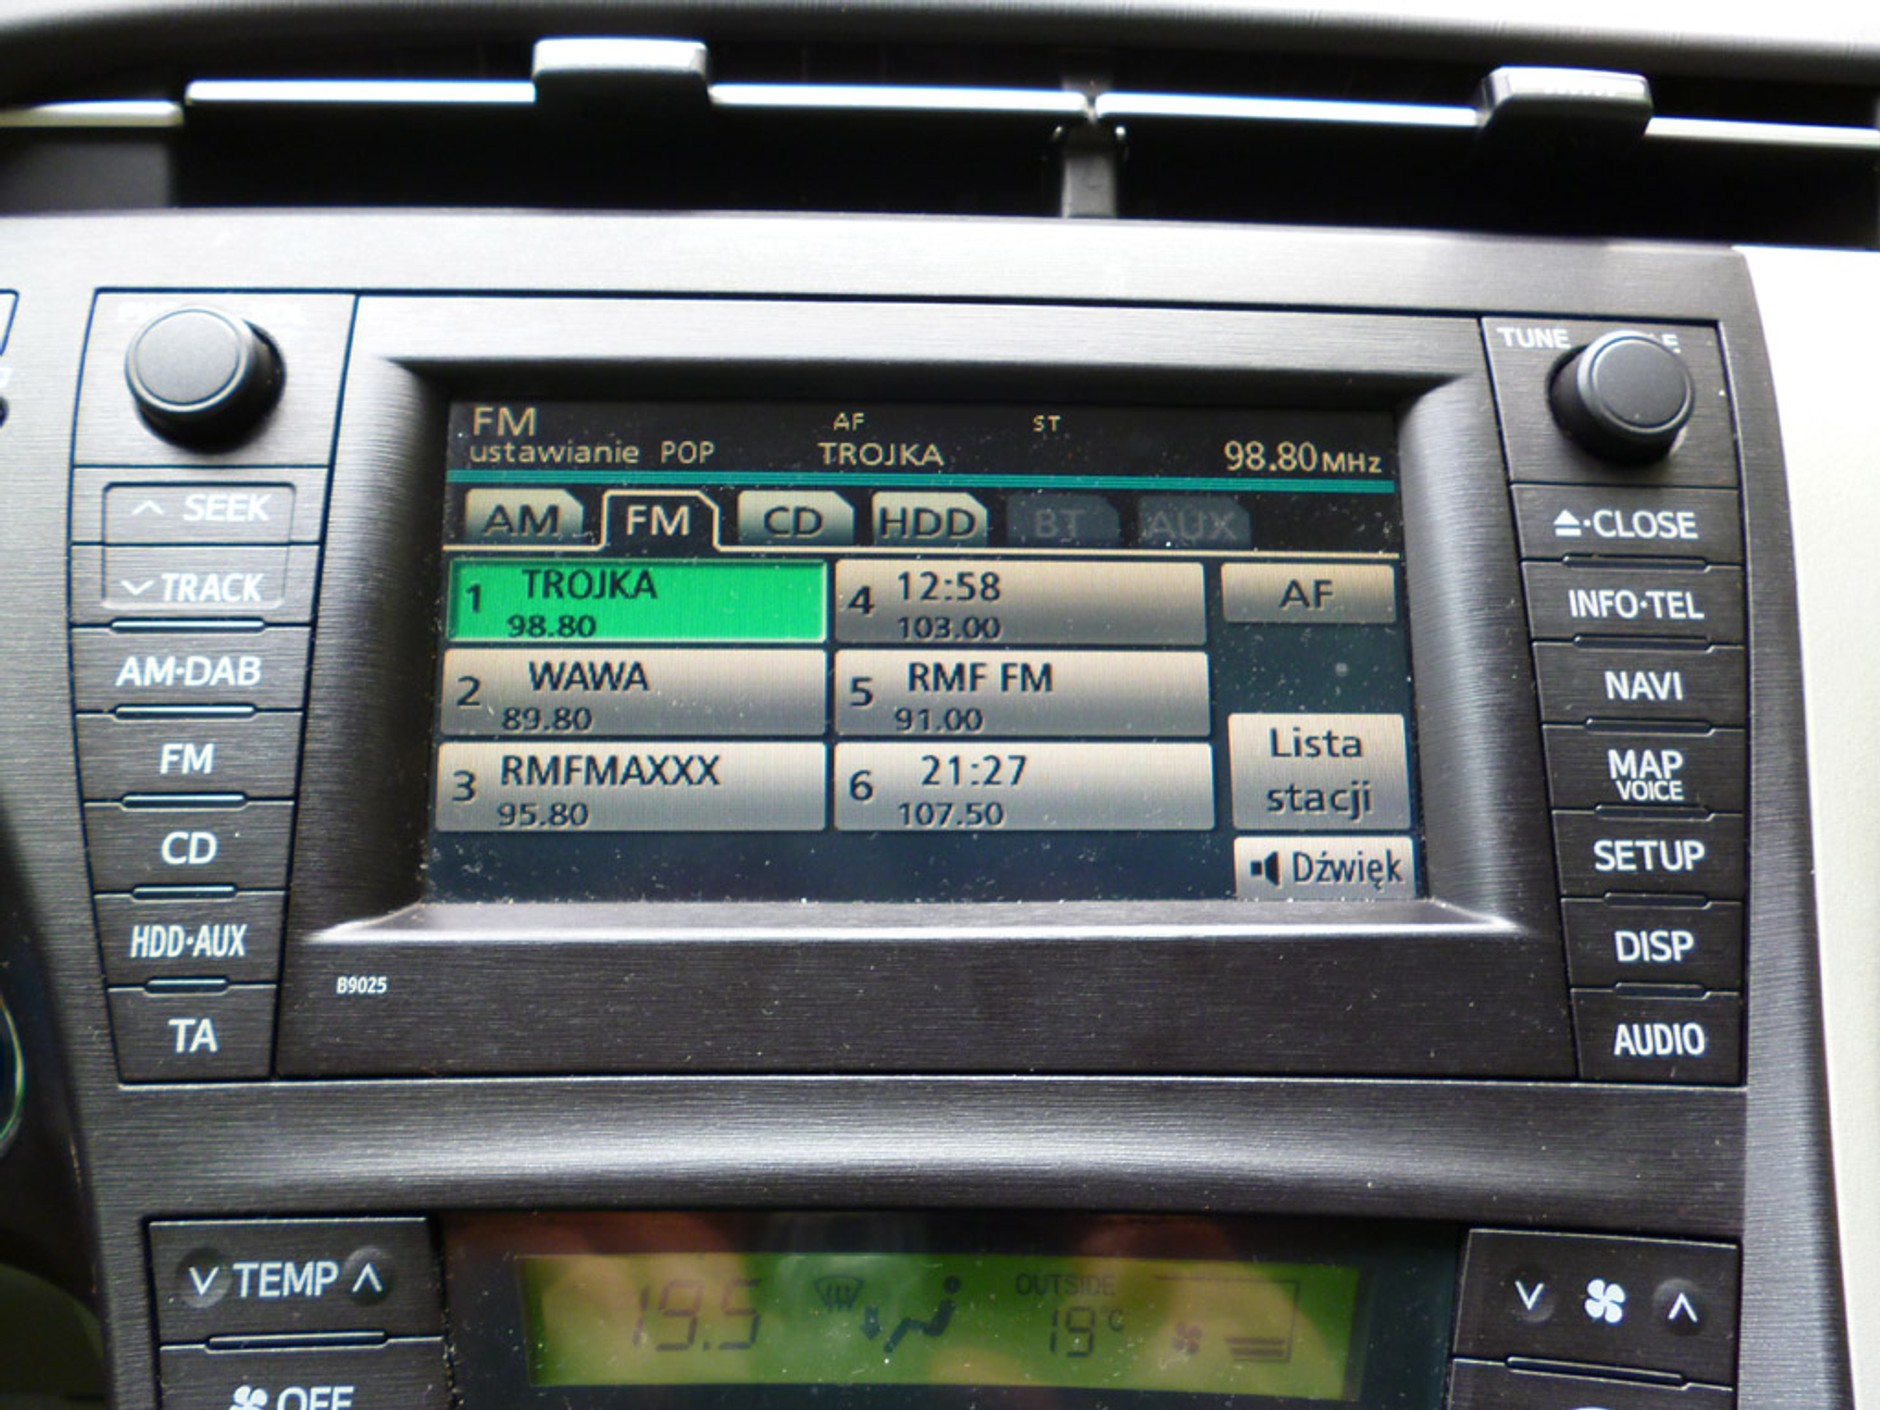 TUNE
FM AF ST
ustawianie POP TROJKA 98.80MHz
AM FM CD HDD BT AUX
1 TROJKA
98.80
4 12:58
103.00
AF
2 WAWA
89.80
5 RMF FM
91.00
3 RMFMAXXX
95.80
6 21:27
107.50
Lista
stacji
Dźwięk
SEEK
TRACK
AM·DAB
FM
CD
HDD·AUX
TA
B9025
CLOSE
INFO·TEL
NAVI
MAP
VOICE
SETUP
DISP
AUDIO
TEMP
OFF
19.5
OUTSIDE
19°C